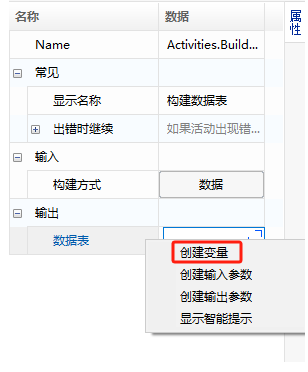 名称 数据
属性
Name Activities.Build...
常见
显示名称 构建数据表
出错时继续 如果活动出现错...
输入
构建方式 数据
输出
数据表
创建变量
创建输入参数
创建输出参数
显示智能提示